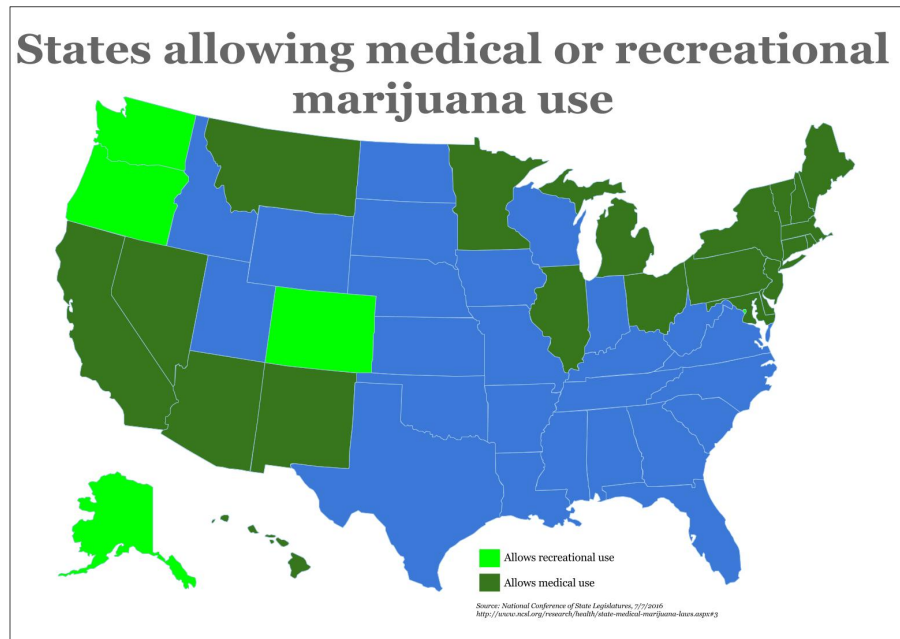 States allowing medical or recreational
marijuana use
Allows recreational use
Allows medical use
Source: National Conference of State Legislatures, 7/7/2016
http://www.ncsl.org/research/health/state-medical-marijuana-laws.aspx#3